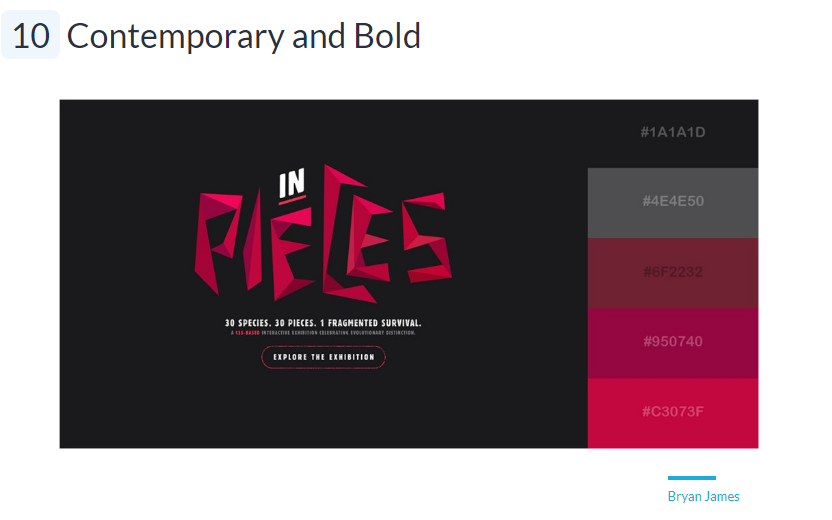 10 Contemporary and Bold
IN
PIECES
30 SPECIES. 30 PIECES. 1 FRAGMENTED SURVIVAL.
A CSS-BASED INTERACTIVE EXHIBITION CELEBRATING EVOLUTIONARY DISTINCTION.
EXPLORE THE EXHIBITION
#1A1A1D
#4E4E50
#6F2232
#950740
#C3073F
Bryan James